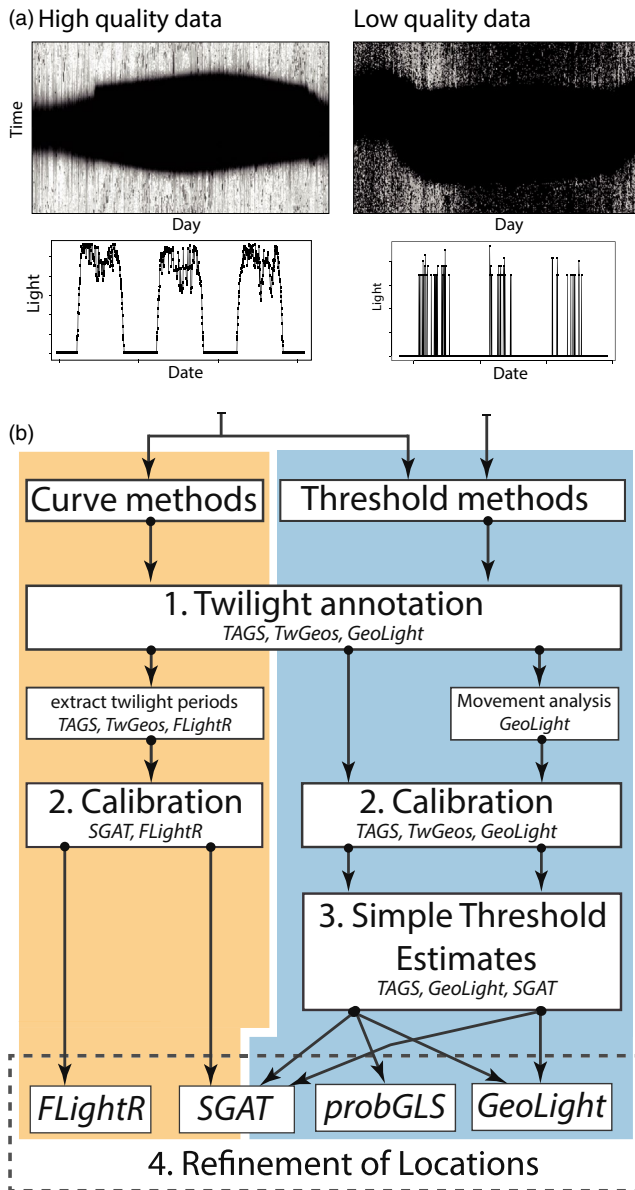 (a) High quality data
Low quality data
Time
Day
Day
Light
Date
Light
Date
(b)
Curve methods
Threshold methods
1. Twilight annotation
TAGS, TwGeos, GeoLight
extract twilight periods
TAGS, TwGeos, FLightR
Movement analysis
GeoLight
2. Calibration
SGAT, FLightR
2. Calibration
TAGS, TwGeos, GeoLight
3. Simple Threshold
Estimates
TAGS, GeoLight, SGAT
FLightR
SGAT
probGLS
GeoLight
4. Refinement of Locations